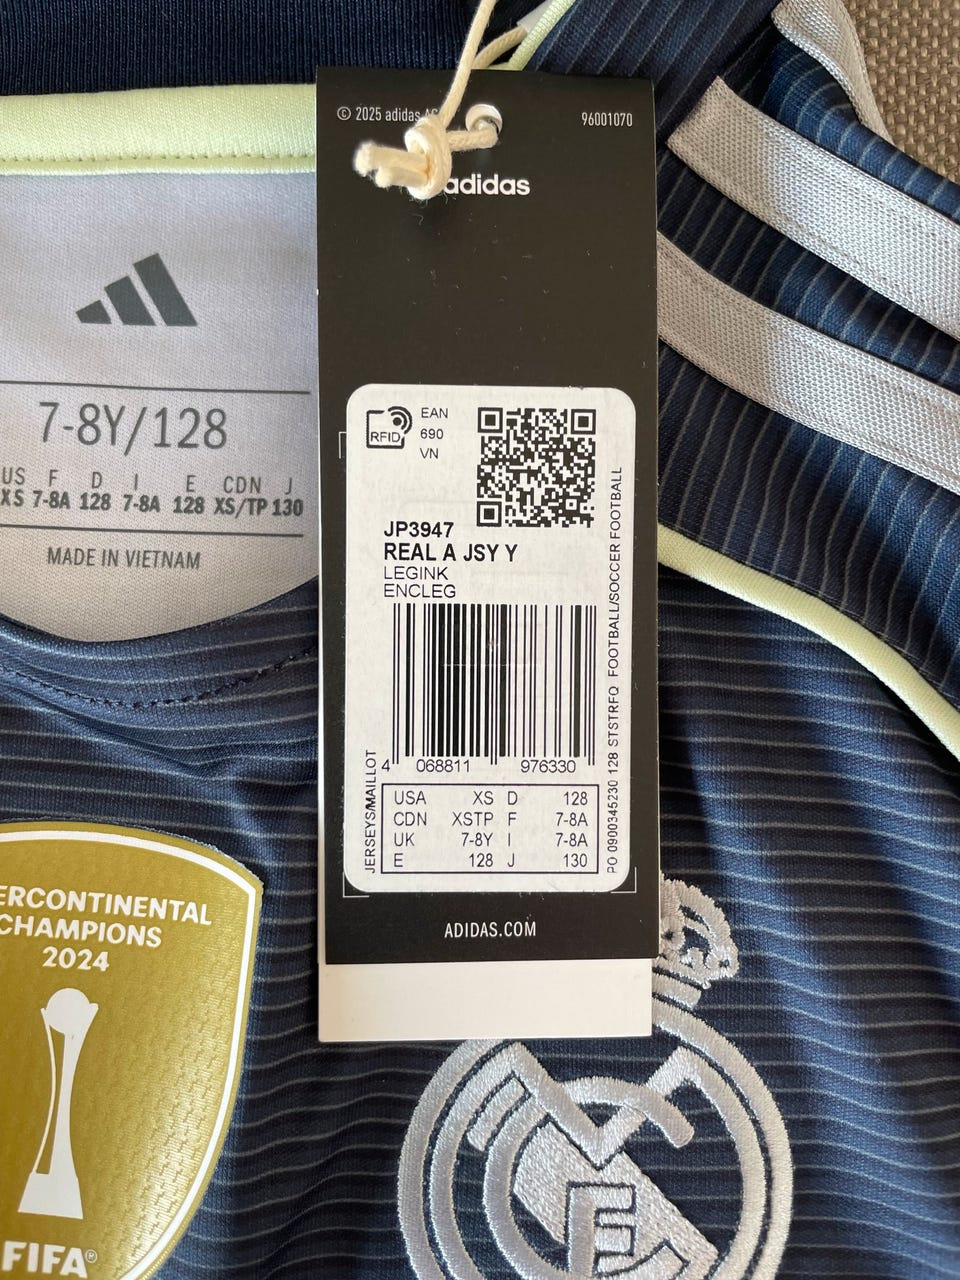 © 2025 adidas
96001070
adidas
7-8Y/128
US F D I E CDN J
XS 7-8A 128 7-8A 128 XS/TP 130
MADE IN VIETNAM
RFID
EAN
690
VN
JP3947
REAL A JSY Y
LEGINK
ENCLEG
4 068811 976330
JERSEYS/MAILLOT
PO 0900345230 128 STSTRFQ FOOTBALL/SOCCER FOOTBALL
USA XS D 128
CDN XSTP F 7-8A
UK 7-8Y I 7-8A
E 128 J 130
ADIDAS.COM
ERCONTINENTAL
CHAMPIONS
2024
FIFA®